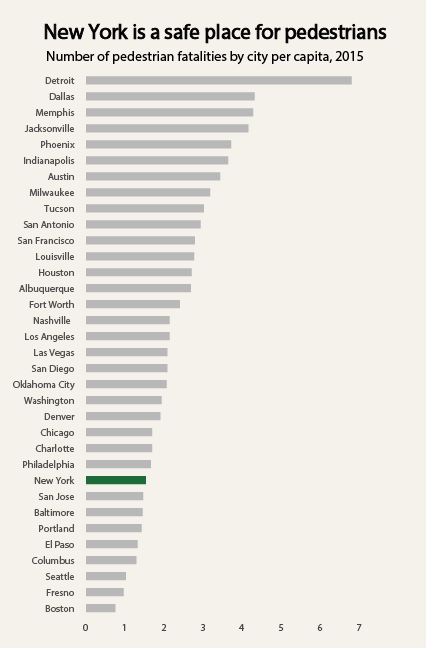 New York is a safe place for pedestrians
Number of pedestrian fatalities by city per capita, 2015
Detroit
Dallas
Memphis
Jacksonville
Phoenix
Indianapolis
Austin
Milwaukee
Tucson
San Antonio
San Francisco
Louisville
Houston
Albuquerque
Fort Worth
Nashville
Los Angeles
Las Vegas
San Diego
Oklahoma City
Washington
Denver
Chicago
Charlotte
Philadelphia
New York
San Jose
Baltimore
Portland
El Paso
Columbus
Seattle
Fresno
Boston
0 1 2 3 4 5 6 7